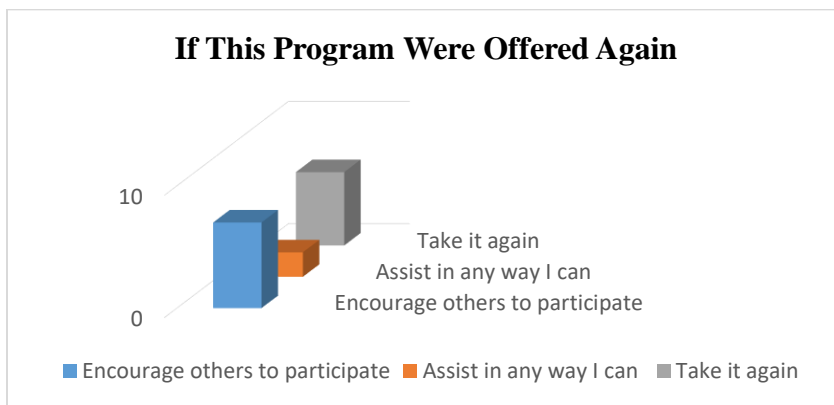 If This Program Were Offered Again
10
0
Take it again
Assist in any way I can
Encourage others to participate
Encourage others to participate Assist in any way I can Take it again